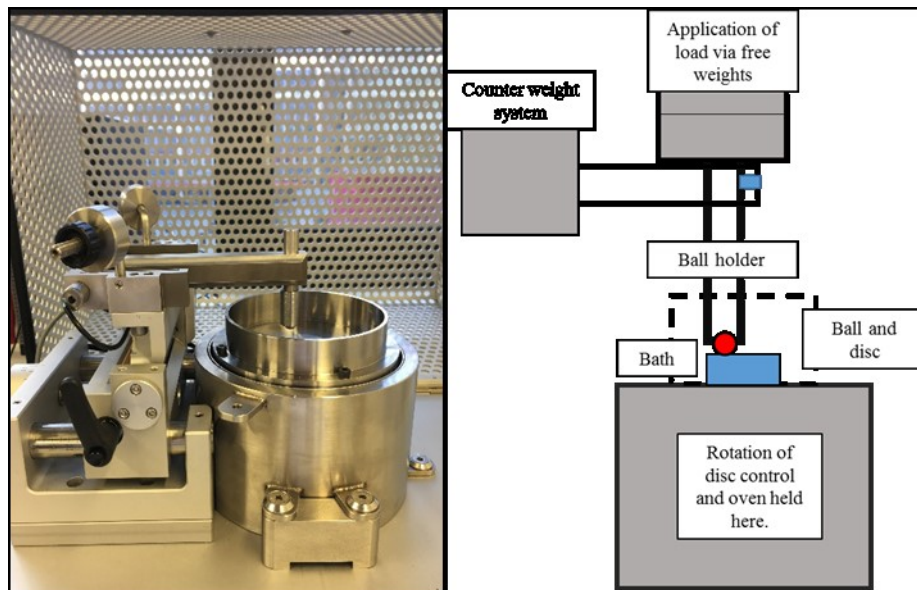 Application of
load via free
weights
Counter weight
system
Ball holder
Ball and
disc
Bath
Rotation of
disc control
and oven held
here.